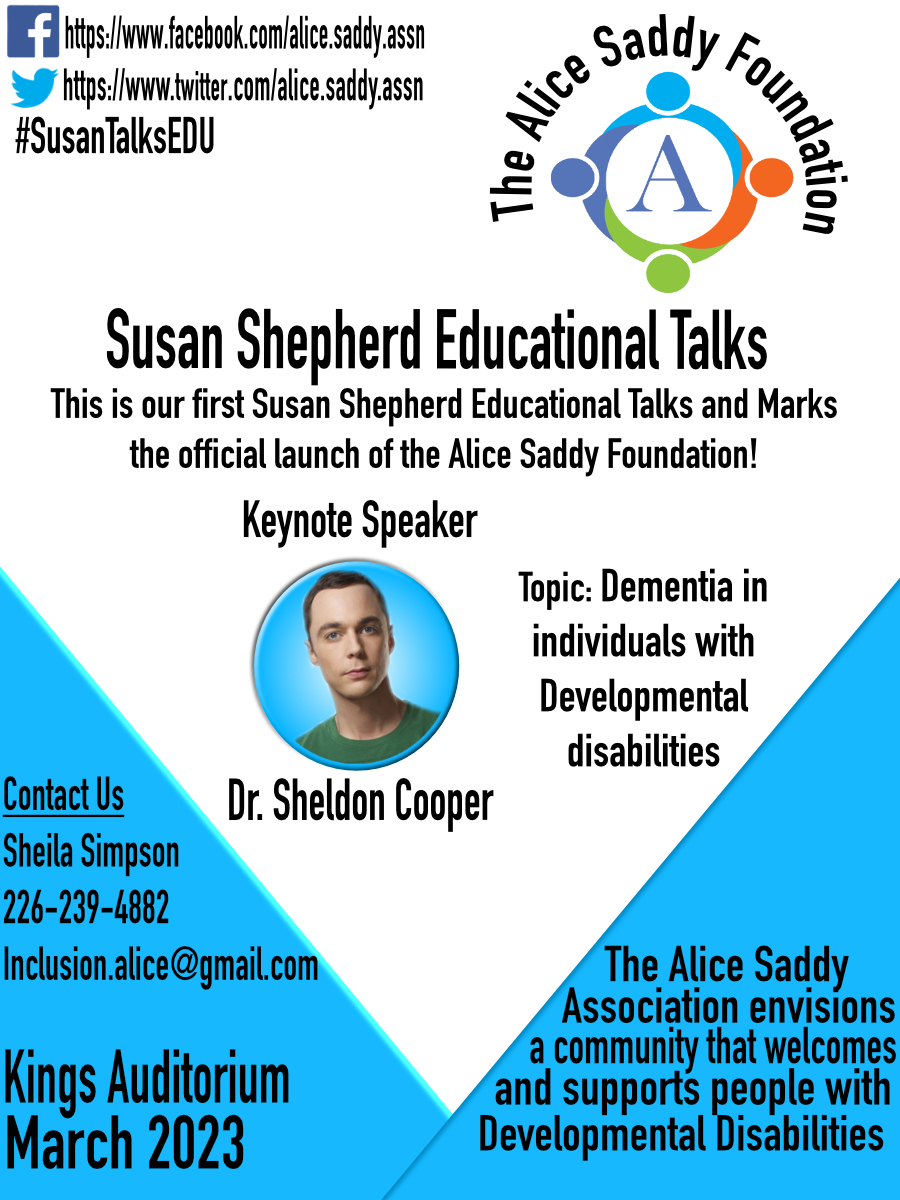 https://www.facebook.com/alice.saddy.assn
https://www.twitter.com/alice.saddy.assn
#SusanTalksEDU
The Alice Saddy Foundation
A
Susan Shepherd Educational Talks
This is our first Susan Shepherd Educational Talks and Marks
the official launch of the Alice Saddy Foundation!
Keynote Speaker
Topic: Dementia in
individuals with
Developmental
disabilities
Dr. Sheldon Cooper
Contact Us
Sheila Simpson
226-239-4882
Inclusion.alice@gmail.com
Kings Auditorium
March 2023
The Alice Saddy
Association envisions
a community that welcomes
and supports people with
Developmental Disabilities